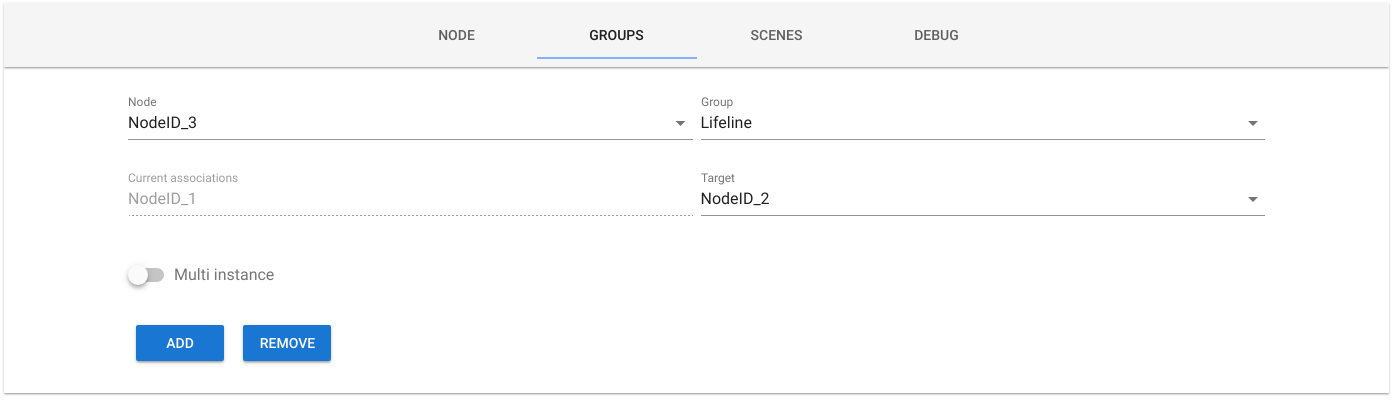 NODE GROUPS SCENES DEBUG
Node Group
NodeID_3 Lifeline
Current associations Target
NodeID_1 NodeID_2
Multi instance
ADD REMOVE